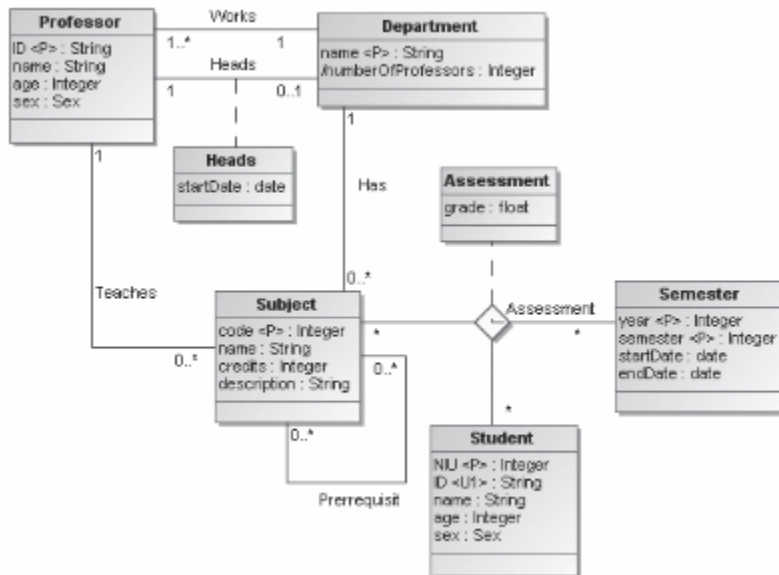 Professor
ID <P> : String
name : String
age : Integer
sex : Sex
Works
1..*
1
Heads
1
0..1
Department
name <P> : String
/numberOfProfessors : Integer
Heads
startDate : date
1
Teaches
0..*
1
Has
0..*
Assessment
grade : float
Subject
code <P> : Integer
name : String
credits : Integer
description : String
*
Assessment
*
*
Semester
year <P> : Integer
semester <P> : Integer
startDate : date
endDate : date
0..*
0..*
Prerrequisit
Student
NIU <P> : Integer
ID <U1> : String
name : String
age : Integer
sex : Sex